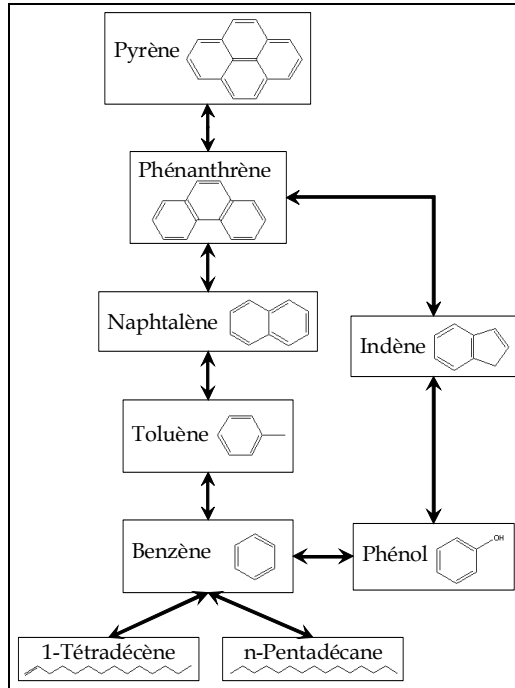 Pyrène
Phénanthrène
Naphtalène
Indène
Toluène
Benzène
Phénol
OH
1-Tétradécène
n-Pentadécane